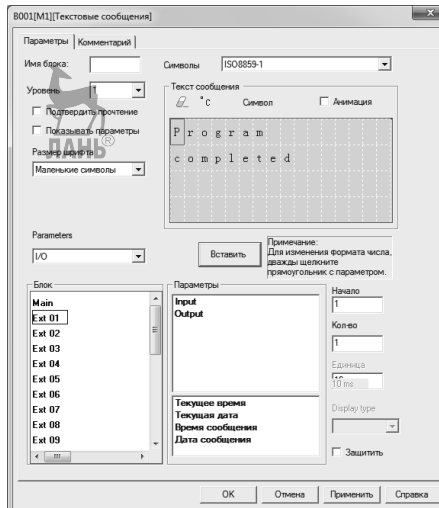 B001[M1][Текстовые сообщения]
Параметры Комментарий
Имя блока: Символы ISO8859-1
Уровень 1
Текст сообщения
°C Символ Анимация
Подтвердить прочтение
Показывать параметры
Program
completed
ЛАНЬ®
Размер шрифта
Маленькие символы
Parameters
I/O
Вставить
Примечание:
Для изменения формата числа,
дважды щелкните
прямоугольник с параметром.
Блок
Main
Ext 01
Ext 02
Ext 03
Ext 04
Ext 05
Ext 06
Ext 07
Ext 08
Ext 09
Параметры
Input
Output
Текущее время
Текущая дата
Время сообщения
Дата сообщения
Начало
1
Кол-во
1
Единица
10 ms
Display type
Защитить
OK Отмена Применить Справка